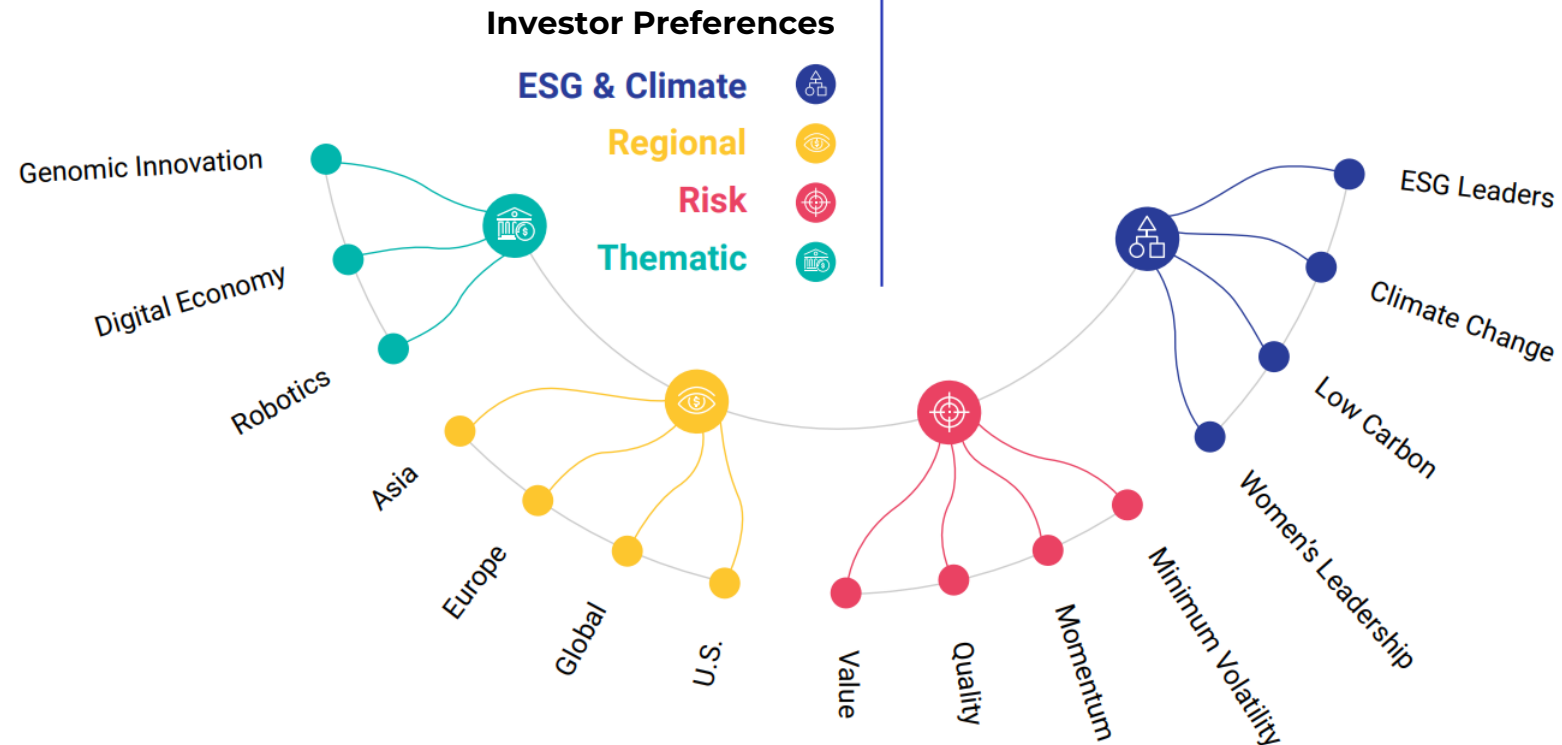 Investor Preferences
ESG & Climate
Regional
Risk
Thematic
Genomic Innovation
Digital Economy
Robotics
Asia
Europe
Global
U.S.
Value
Quality
Momentum
Minimum Volatility
Women's Leadership
Low Carbon
Climate Change
ESG Leaders